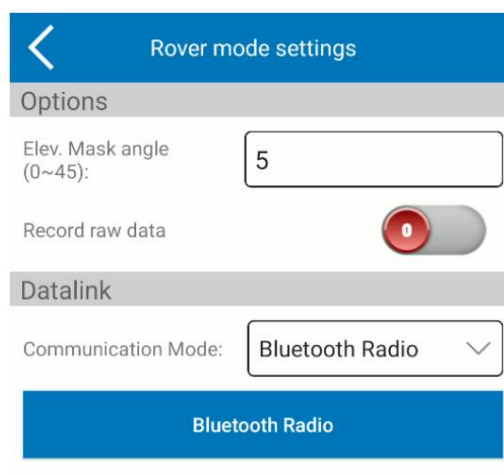 Rover mode settings
Options
Elev. Mask angle
(0~45):
5
Record raw data
0
Datalink
Communication Mode:
Bluetooth Radio
Bluetooth Radio